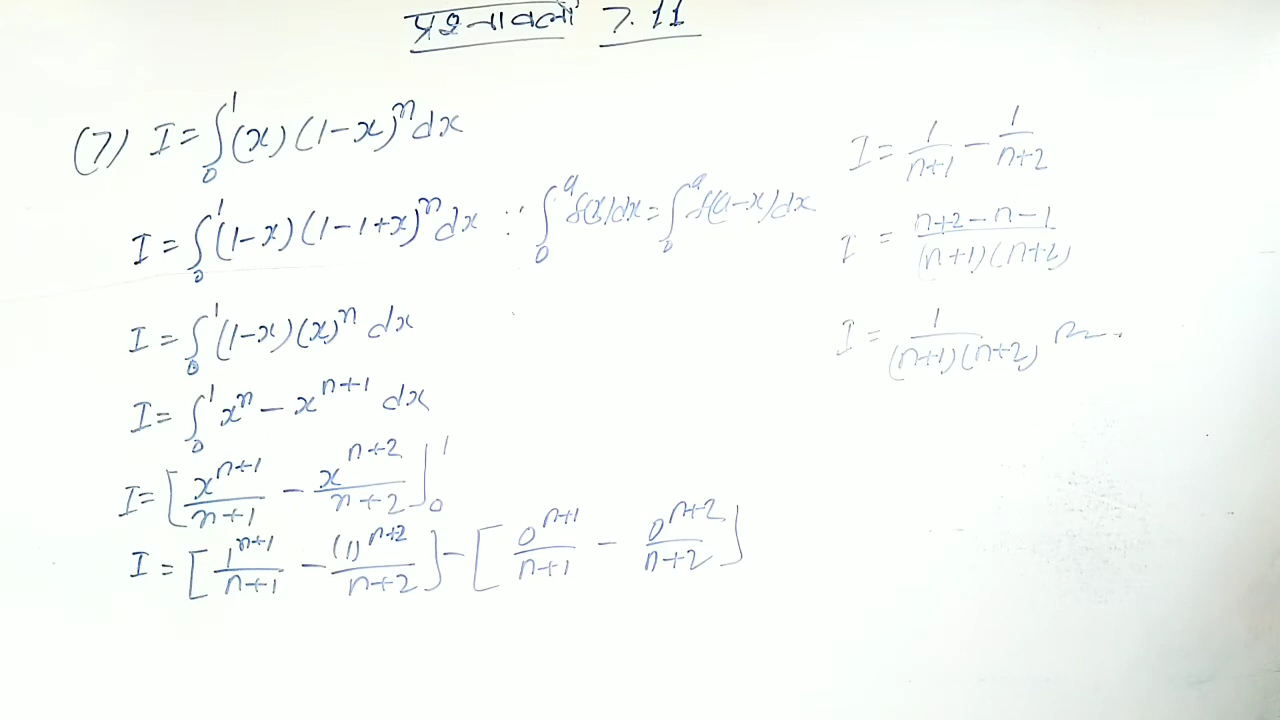 प्रश्नावली 7.11
(7) I = ∫₀¹ (x) (1-x)ⁿ dx
I = ∫₀¹ (1-x) (1-1+x)ⁿ dx ∵ ∫₀ᵃ f(x) dx = ∫₀ᵃ f(a-x) dx
I = ∫₀¹ (1-x) (x)ⁿ dx
I = ∫₀¹ xⁿ - xⁿ⁺¹ dx
I = [xⁿ⁺¹/n+1 - xⁿ⁺²/n+2]₀¹
I = [1ⁿ⁺¹/n+1 - (1)ⁿ⁺²/n+2] - [0ⁿ⁺¹/n+1 - 0ⁿ⁺²/n+2]
I = 1/n+1 - 1/n+2
I = n+2-n-1/(n+1)(n+2)
I = 1/(n+1)(n+2)